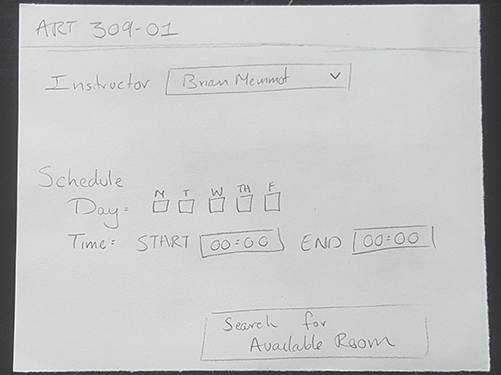 ART 309-01
Instructor Brian Memmot
Schedule
M T W TH F
Day:
Time: START 00:00 END 00:00
Search for
Available Room